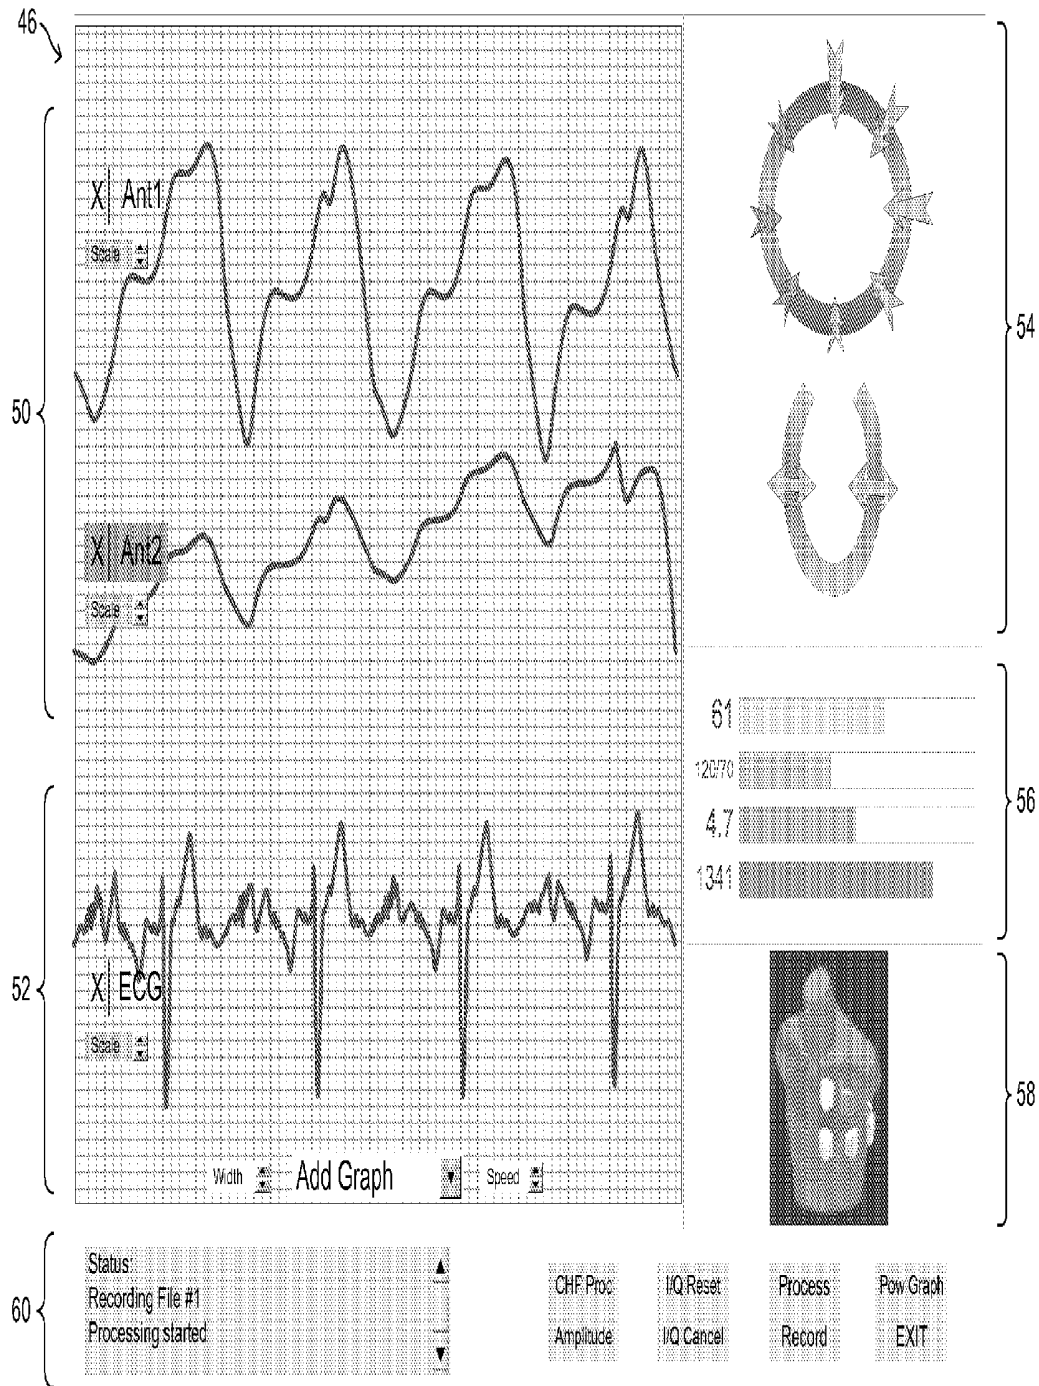 46
X Ant1
Scale
50
X Ant2
Scale
52
X ECG
Scale
Width
Add Graph
Speed
54
61
120/70
4.7
1341
56
58
60
Status:
Recording File #1
Processing started
CHF Proc
I/Q Reset
Process
Pow Graph
Amplitude
I/Q Cancel
Record
EXIT